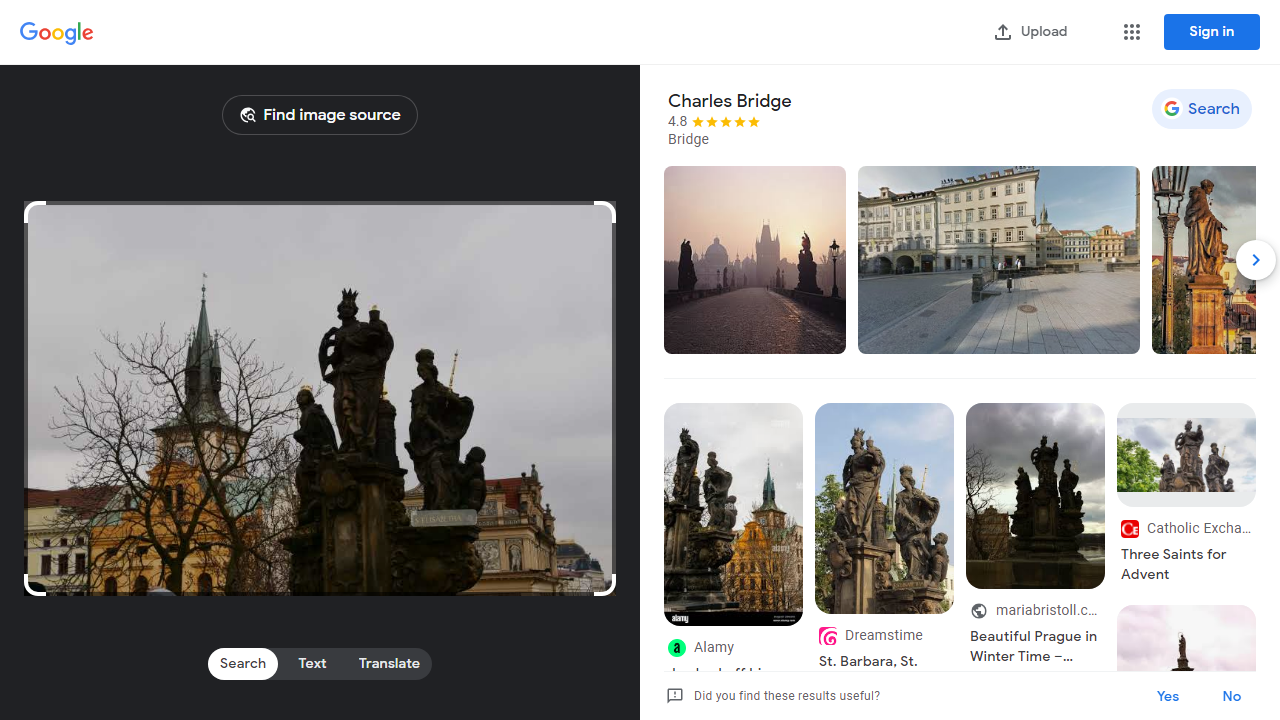 Google
Upload
Sign in
Find image source
Charles Bridge
4.8
Bridge
Search
alamy
alamy
Alamy
Dreamstime
St. Barbara, St.
mariabristoll.c...
Beautiful Prague in
Winter Time –...
Catholic Excha...
Three Saints for
Advent
Search
Text
Translate
Did you find these results useful?
Yes
No